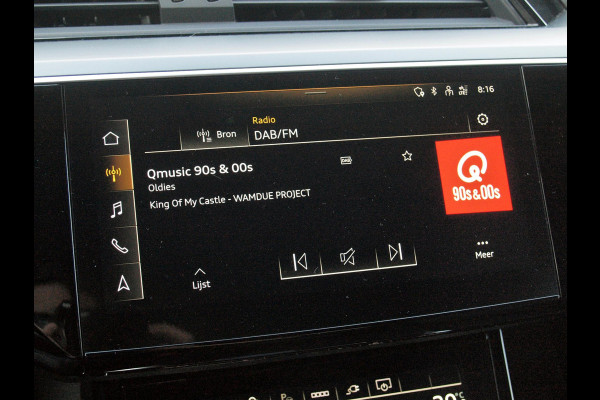 8:16
Radio
Bron DAB/FM
Qmusic 90s & 00s
DAB
Oldies
King Of My Castle - WAMDUE PROJECT
90s&00s
Lijst
Meer